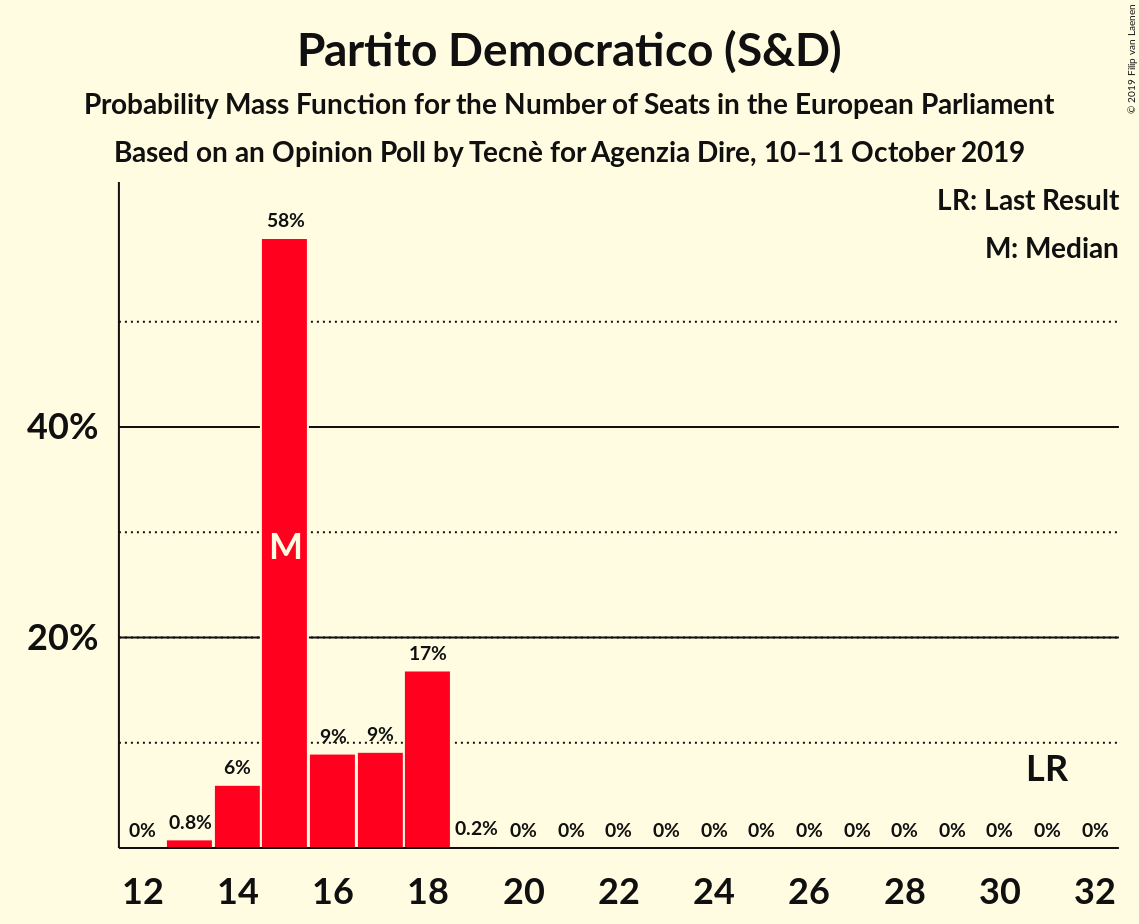 Partito Democratico (S&D)
Probability Mass Function for the Number of Seats in the European Parliament
Based on an Opinion Poll by Tecnè for Agenzia Dire, 10–11 October 2019
© 2019 Filip van Laenen
LR: Last Result
M: Median
58%
40%
M
20%
17%
9% 9%
LR
6%
0% 0.8% 0.2% 0% 0% 0% 0% 0% 0% 0% 0% 0% 0% 0% 0% 0%
12 14 16 18 20 22 24 26 28 30 32